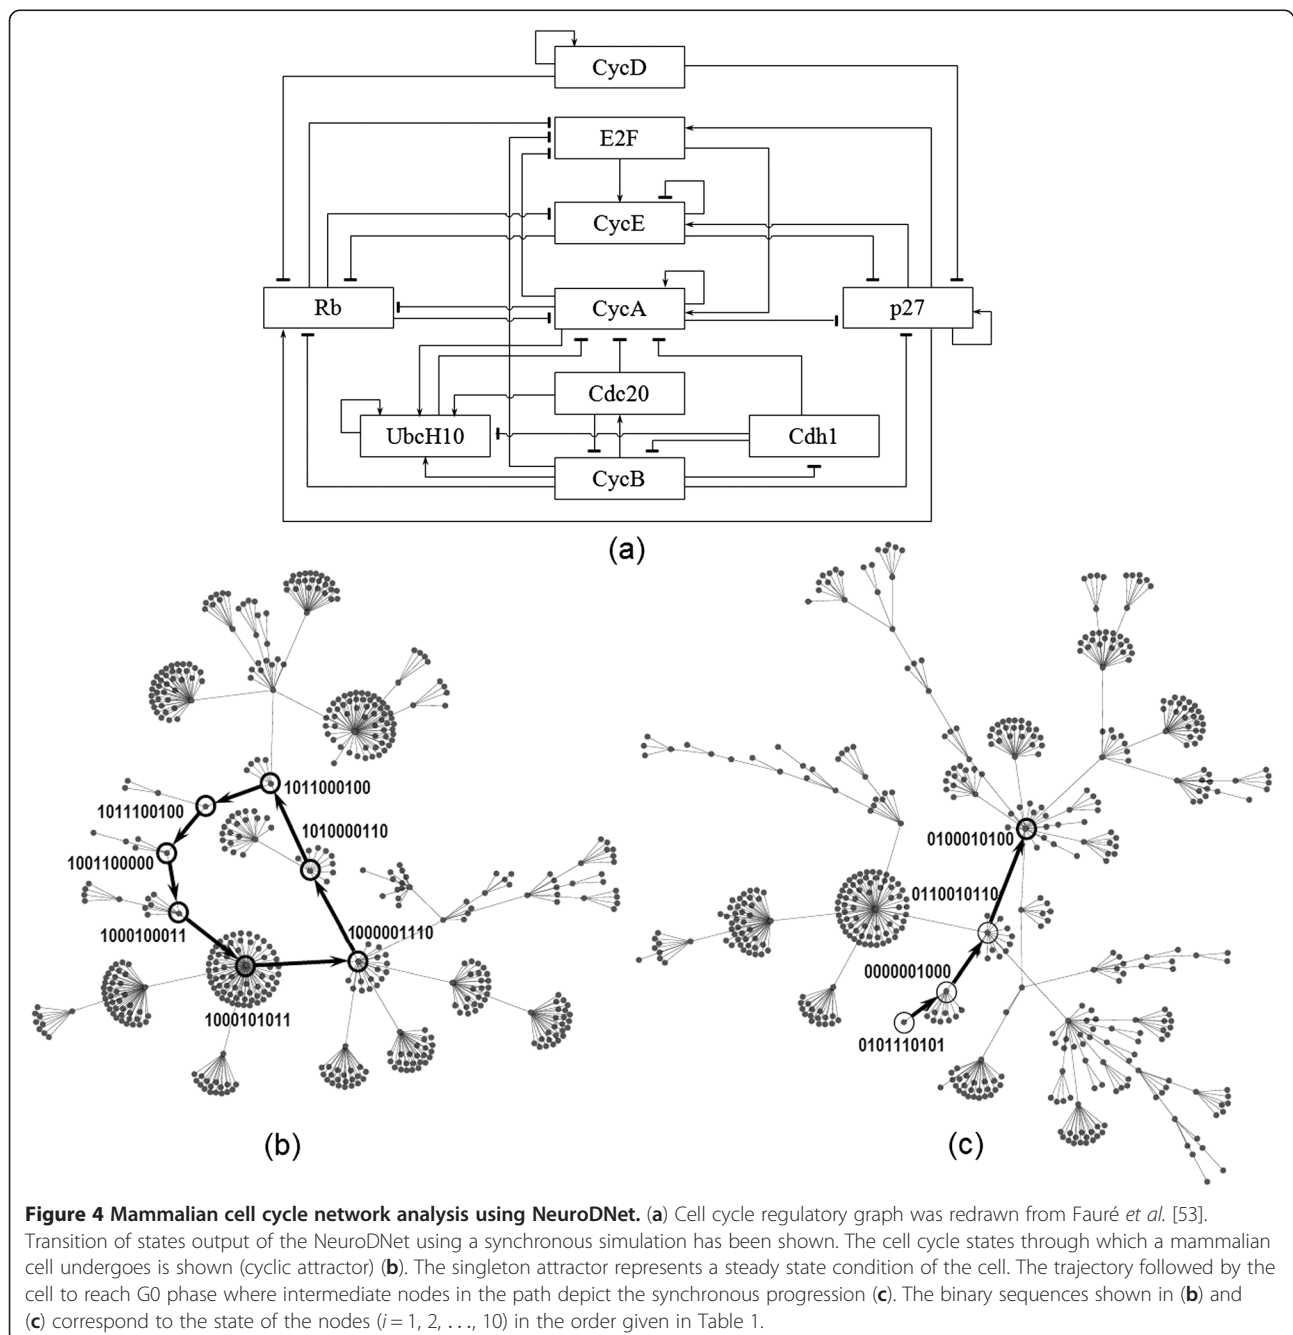 CycD
E2F
CycE
Rb
CycA
p27
Cdc20
UbcH10
Cdh1
CycB
(a)
1011000100
1011100100
1010000110
1001100000
1000100011
1000001110
1000101011
(b)
0100010100
0110010110
0000001000
0101110101
(c)
Figure 4 Mammalian cell cycle network analysis using NeuroDNet. (a) Cell cycle regulatory graph was redrawn from Fauré et al. [53].
Transition of states output of the NeuroDNet using a synchronous simulation has been shown. The cell cycle states through which a mammalian
cell undergoes is shown (cyclic attractor) (b). The singleton attractor represents a steady state condition of the cell. The trajectory followed by the
cell to reach G0 phase where intermediate nodes in the path depict the synchronous progression (c). The binary sequences shown in (b) and
(c) correspond to the state of the nodes (i = 1, 2, . . ., 10) in the order given in Table 1.